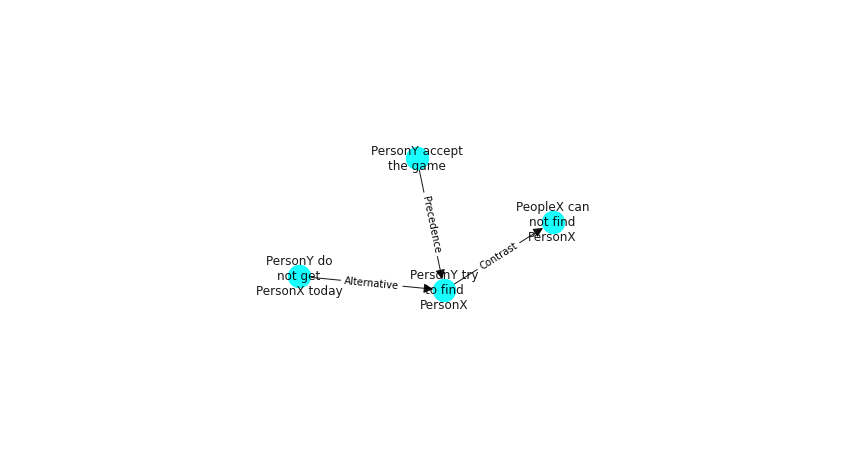 PersonY accept
the game
Precedence
PeopleX can
not find
PersonX
Contrast
PersonY do
not get
PersonX today
Alternative
PersonY try
to find
PersonX